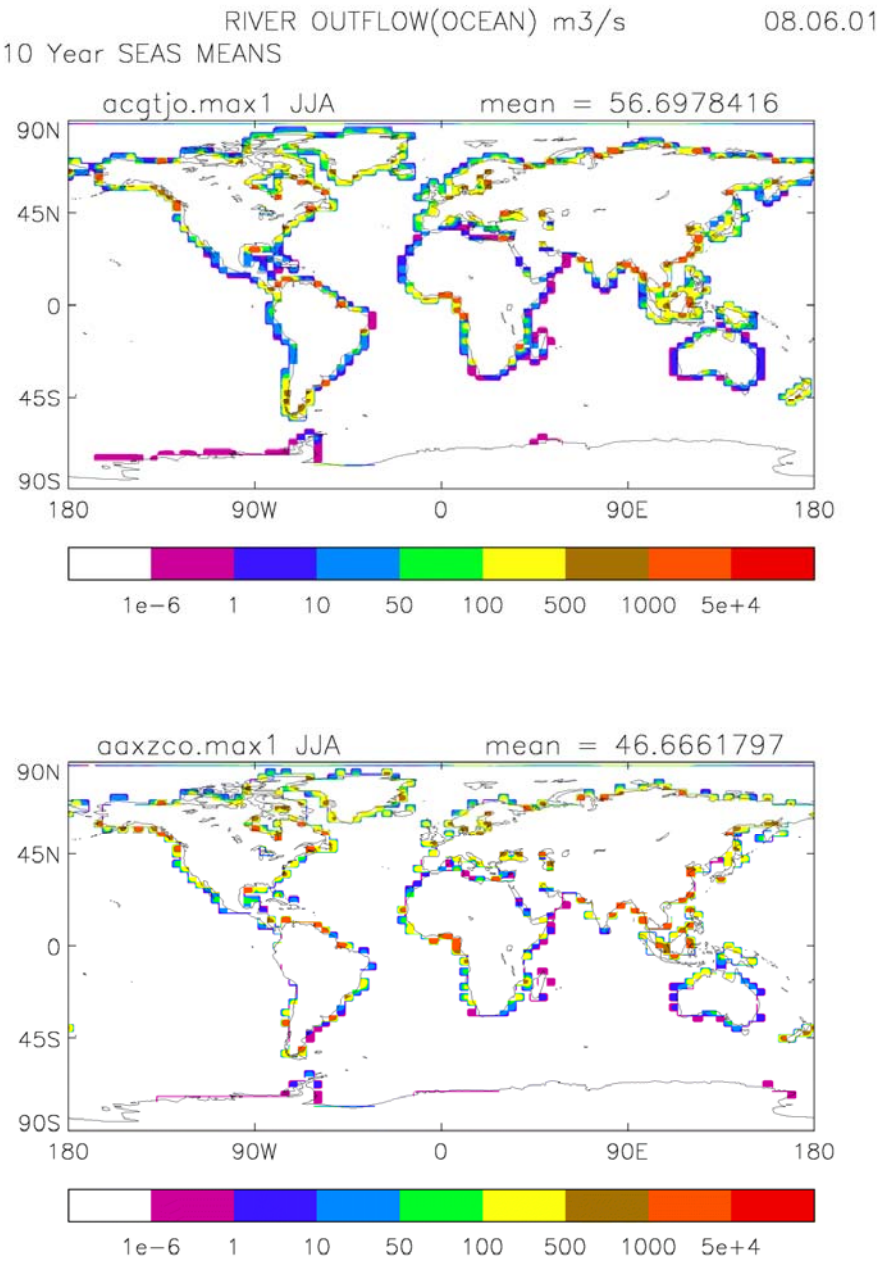 RIVER OUTFLOW(OCEAN) m3/s 08.06.01
10 Year SEAS MEANS
acgtjo.max1 JJA mean = 56.6978416
90N
45N
0
45S
90S
180 90W 0 90E 180
1e-6 1 10 50 100 500 1000 5e+4
aaxzco.max1 JJA mean = 46.6661797
90N
45N
0
45S
90S
180 90W 0 90E 180
1e-6 1 10 50 100 500 1000 5e+4